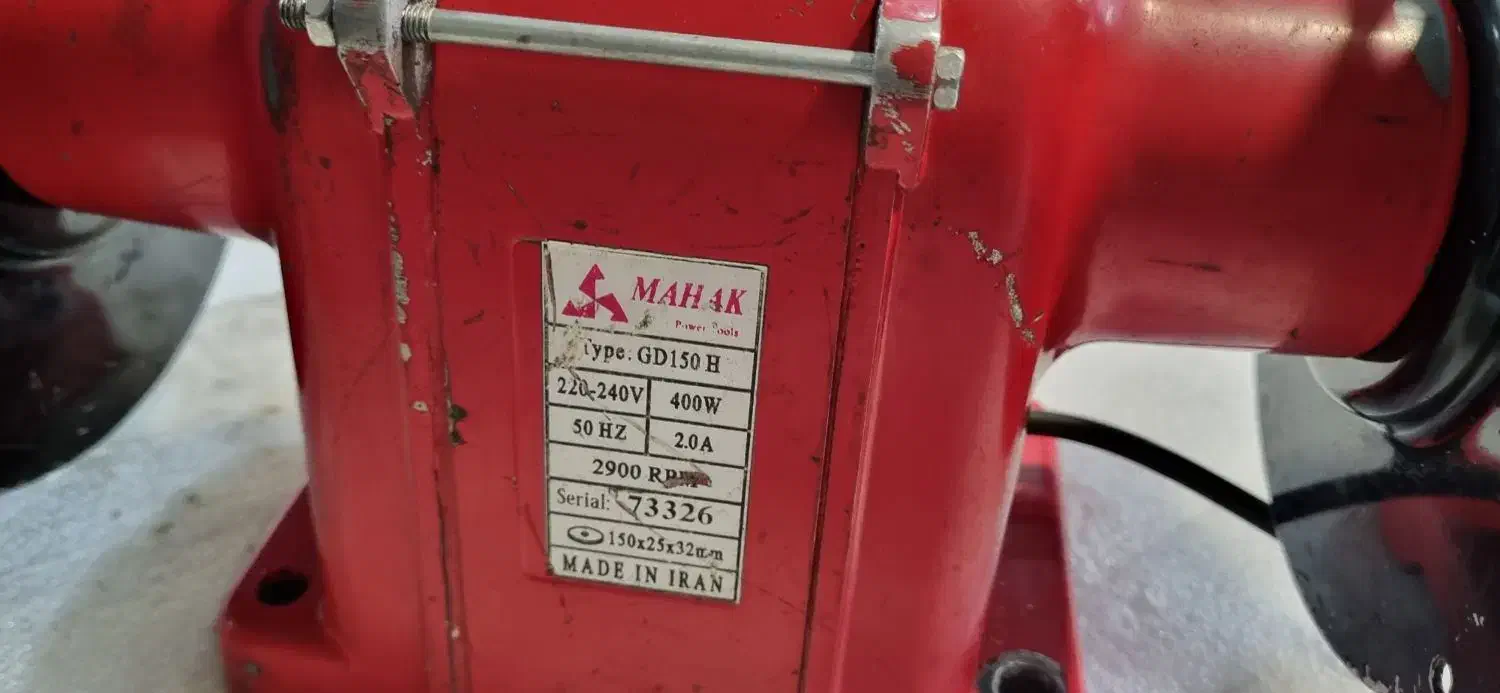 MAHAK
Power Tools
Type: GD150 H
220-240V 400W
50 HZ 2.0A
2900 RPM
Serial: 73326
150x25x32mm
MADE IN IRAN